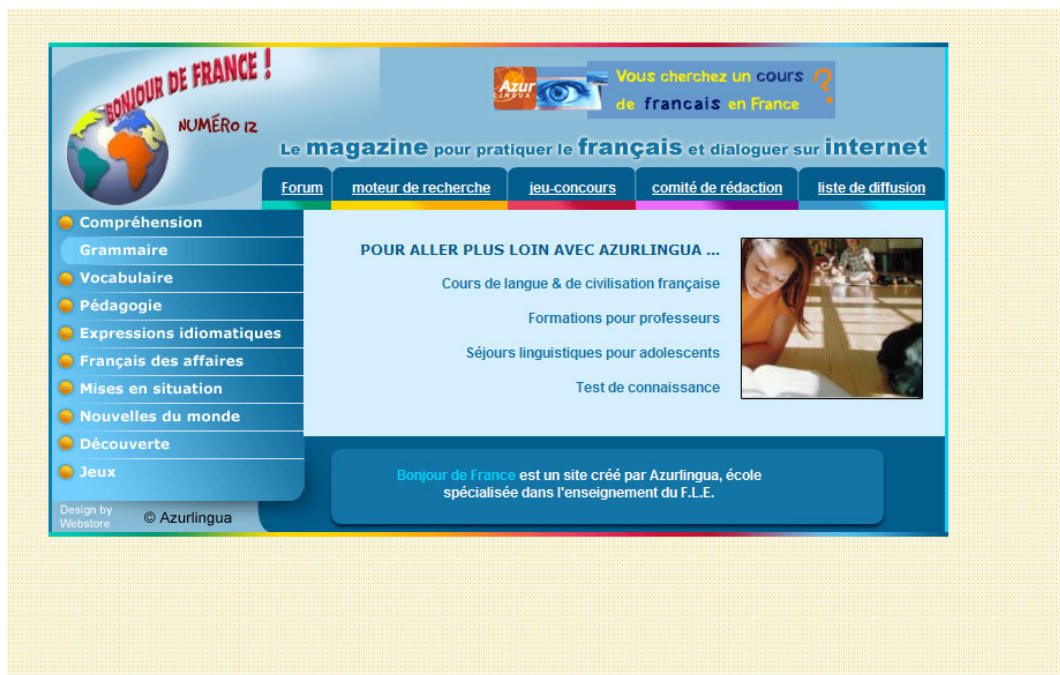 BONJOUR DE FRANCE !
NUMÉRo 12
Azur
LINGUA
Vous cherchez un cours ?
de francais en France
Le magazine pour pratiquer le français et dialoguer sur internet
Forum
moteur de recherche
jeu-concours
comité de rédaction
liste de diffusion
Compréhension
Grammaire
Vocabulaire
Pédagogie
Expressions idiomatiques
Français des affaires
Mises en situation
Nouvelles du monde
Découverte
Jeux
POUR ALLER PLUS LOIN AVEC AZURLINGUA ...
Cours de langue & de civilisation française
Formations pour professeurs
Séjours linguistiques pour adolescents
Test de connaissance
Bonjour de France est un site créé par Azurlingua, école
spécialisée dans l'enseignement du F.L.E.
Design by
Webstore
© Azurlingua